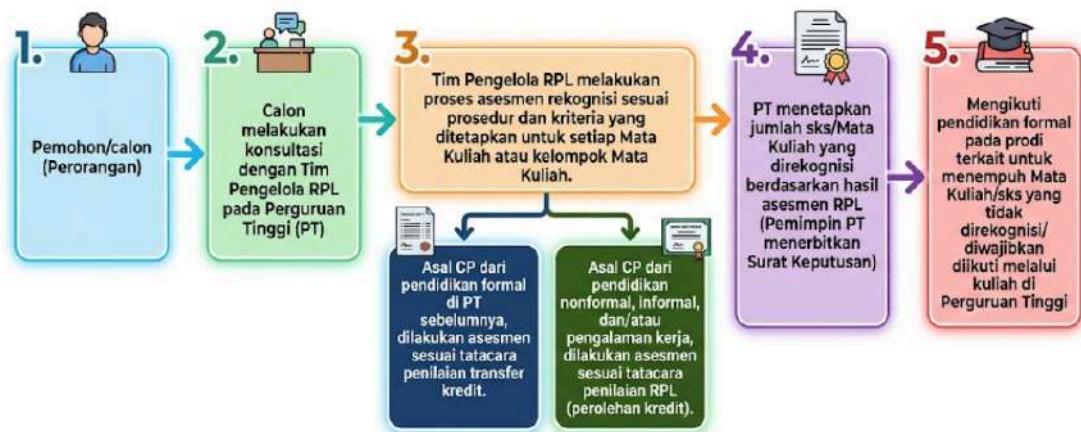 1.
Pemohon/calon
(Perorangan)
2.
Calon
melakukan
konsultasi
dengan Tim
Pengelola RPL
pada Perguruan
Tinggi (PT)
3.
Tim Pengelola RPL melakukan
proses asesmen rekognisi sesuai
prosedur dan kriteria yang
ditetapkan untuk setiap Mata
Kuliah atau kelompok Mata
Kuliah.
Asal CP dari
pendidikan formal
di PT
sebelumnya,
dilakukan asesmen
sesuai tatacara
penilaian transfer
kredit.
Asal CP dari
pendidikan
nonformal, informal,
dan/atau
pengalaman kerja,
dilakukan asesmen
sesuai tatacara
penilaian RPL
(perolehan kredit).
4.
PT menetapkan
jumlah sks/Mata
Kuliah yang
direkognisi
berdasarkan hasil
asesmen RPL
(Pemimpin PT
menerbitkan
Surat Keputusan)
5.
Mengikuti
pendidikan formal
pada prodi
terkait untuk
menempuh Mata
Kuliah/sks yang
tidak
direkognisi/
diwajibkan
diikuti melalui
kuliah di
Perguruan Tinggi